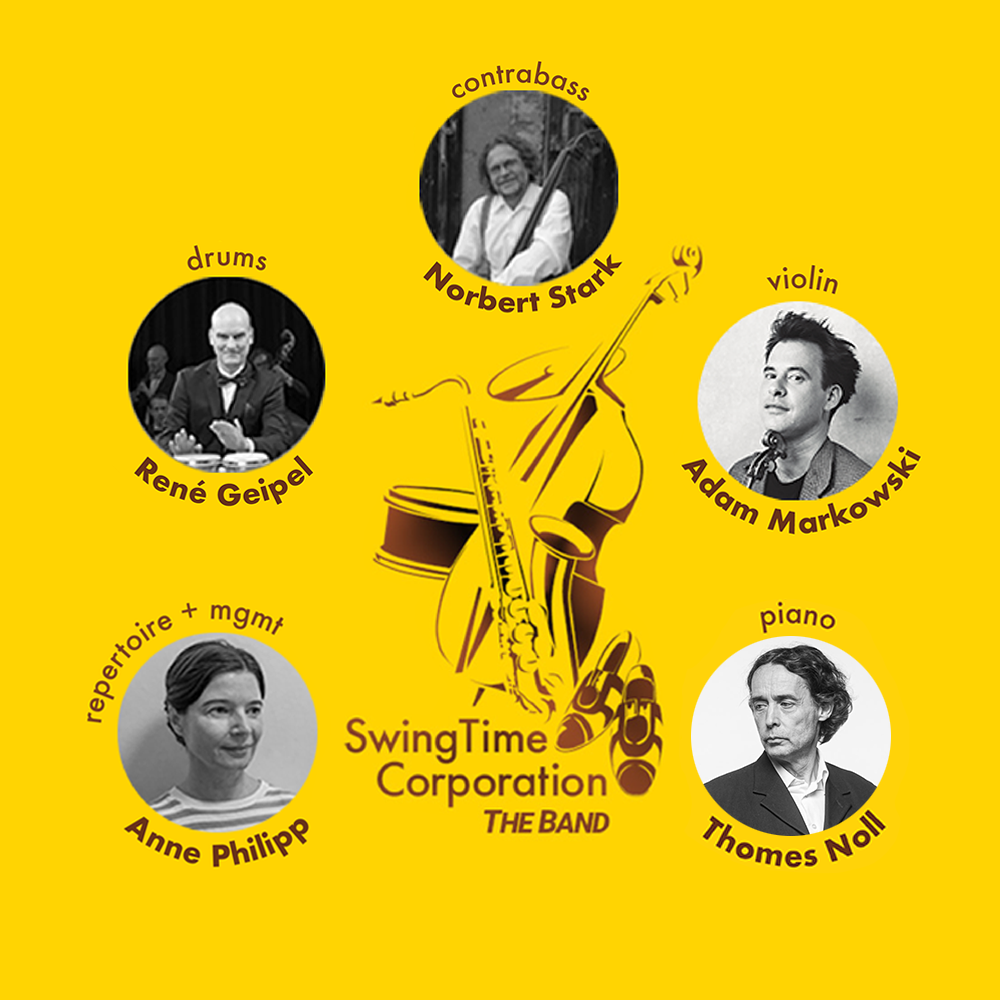 contrabass
Norbert Stark
drums
René Geipel
violin
Adam Markowski
repertoire + mgmt
Anne Philipp
piano
Thomes Noll
SwingTime
Corporation
THE BAND